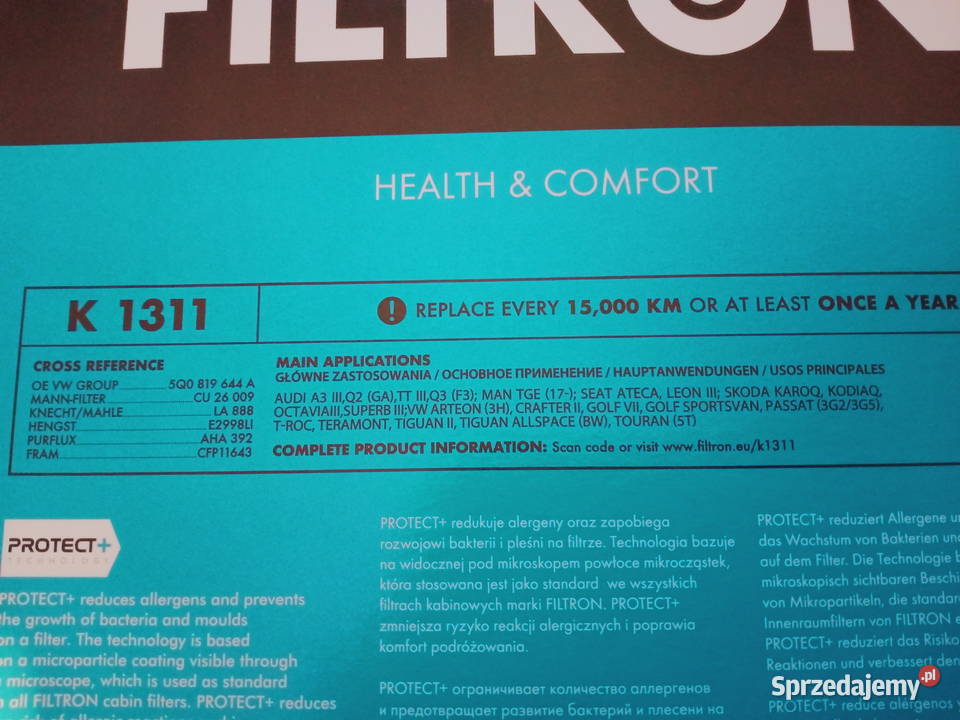 FILTRON
HEALTH & COMFORT
K 1311
! REPLACE EVERY 15,000 KM OR AT LEAST ONCE A YEAR
CROSS REFERENCE
OE VW GROUP 5Q0 819 644 A
MANN-FILTER CU 26 009
KNECHT/MAHLE LA 888
HENGST E2998LI
PURFLUX AHA 392
FRAM CFP11643
MAIN APPLICATIONS
GŁÓWNE ZASTOSOWANIA / ОСНОВНОЕ ПРИМЕНЕНИЕ / HAUPTANWENDUNGEN / USOS PRINCIPALES
AUDI A3 III,Q2 (GA),TT III,Q3 (F3); MAN TGE (17-); SEAT ATECA, LEON III; SKODA KAROQ, KODIAQ,
OCTAVIAIII,SUPERB III;VW ARTEON (3H), CRAFTER II, GOLF VII, GOLF SPORTSVAN, PASSAT (3G2/3G5),
T-ROC, TERAMONT, TIGUAN II, TIGUAN ALLSPACE (BW), TOURAN (5T)
COMPLETE PRODUCT INFORMATION: Scan code or visit www.filtron.eu/k1311
PROTECT+
TECHNOLOGY
PROTECT+ reduces allergens and prevents
the growth of bacteria and moulds
on a filter. The technology is based
on a microparticle coating visible through
microscope, which is used as standard
all FILTRON cabin filters. PROTECT+ reduces
PROTECT+ redukuje alergeny oraz zapobiega
rozwojowi bakterii i pleśni na filtrze. Technologia bazuje
na widocznej pod mikroskopem powłoce mikrocząstek,
która stosowana jest jako standard we wszystkich
filtrach kabinowych marki FILTRON. PROTECT+
zmniejsza ryzyko reakcji alergicznych i poprawia
komfort podróżowania.
PROTECT+ ограничивает количество аллергенов
и предотвращает развитие бактерий и плесени на
PROTECT+ reduziert Allergene u
das Wachstum von Bakterien und
auf dem Filter. Die Technologie b
mikroskopisch sichtbaren Beschi
von Mikropartikeln, die standar
Innenraumfiltern von FILTRON e
PROTECT+ reduziert das Risiko
Reaktionen und verbessert den
PROTECT+ reduce alérgenos y
Sprzedajemy.pl